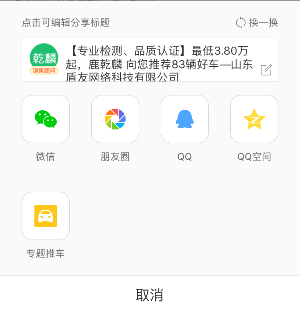 点击可编辑分享标题
换一换
乾麟
销售顾问
【专业检测、品质认证】最低3.80万
起，鹿乾麟 向您推荐83辆好车—山东
盾友网络科技有限公司
微信
朋友圈
QQ
QQ空间
专题推车
取消